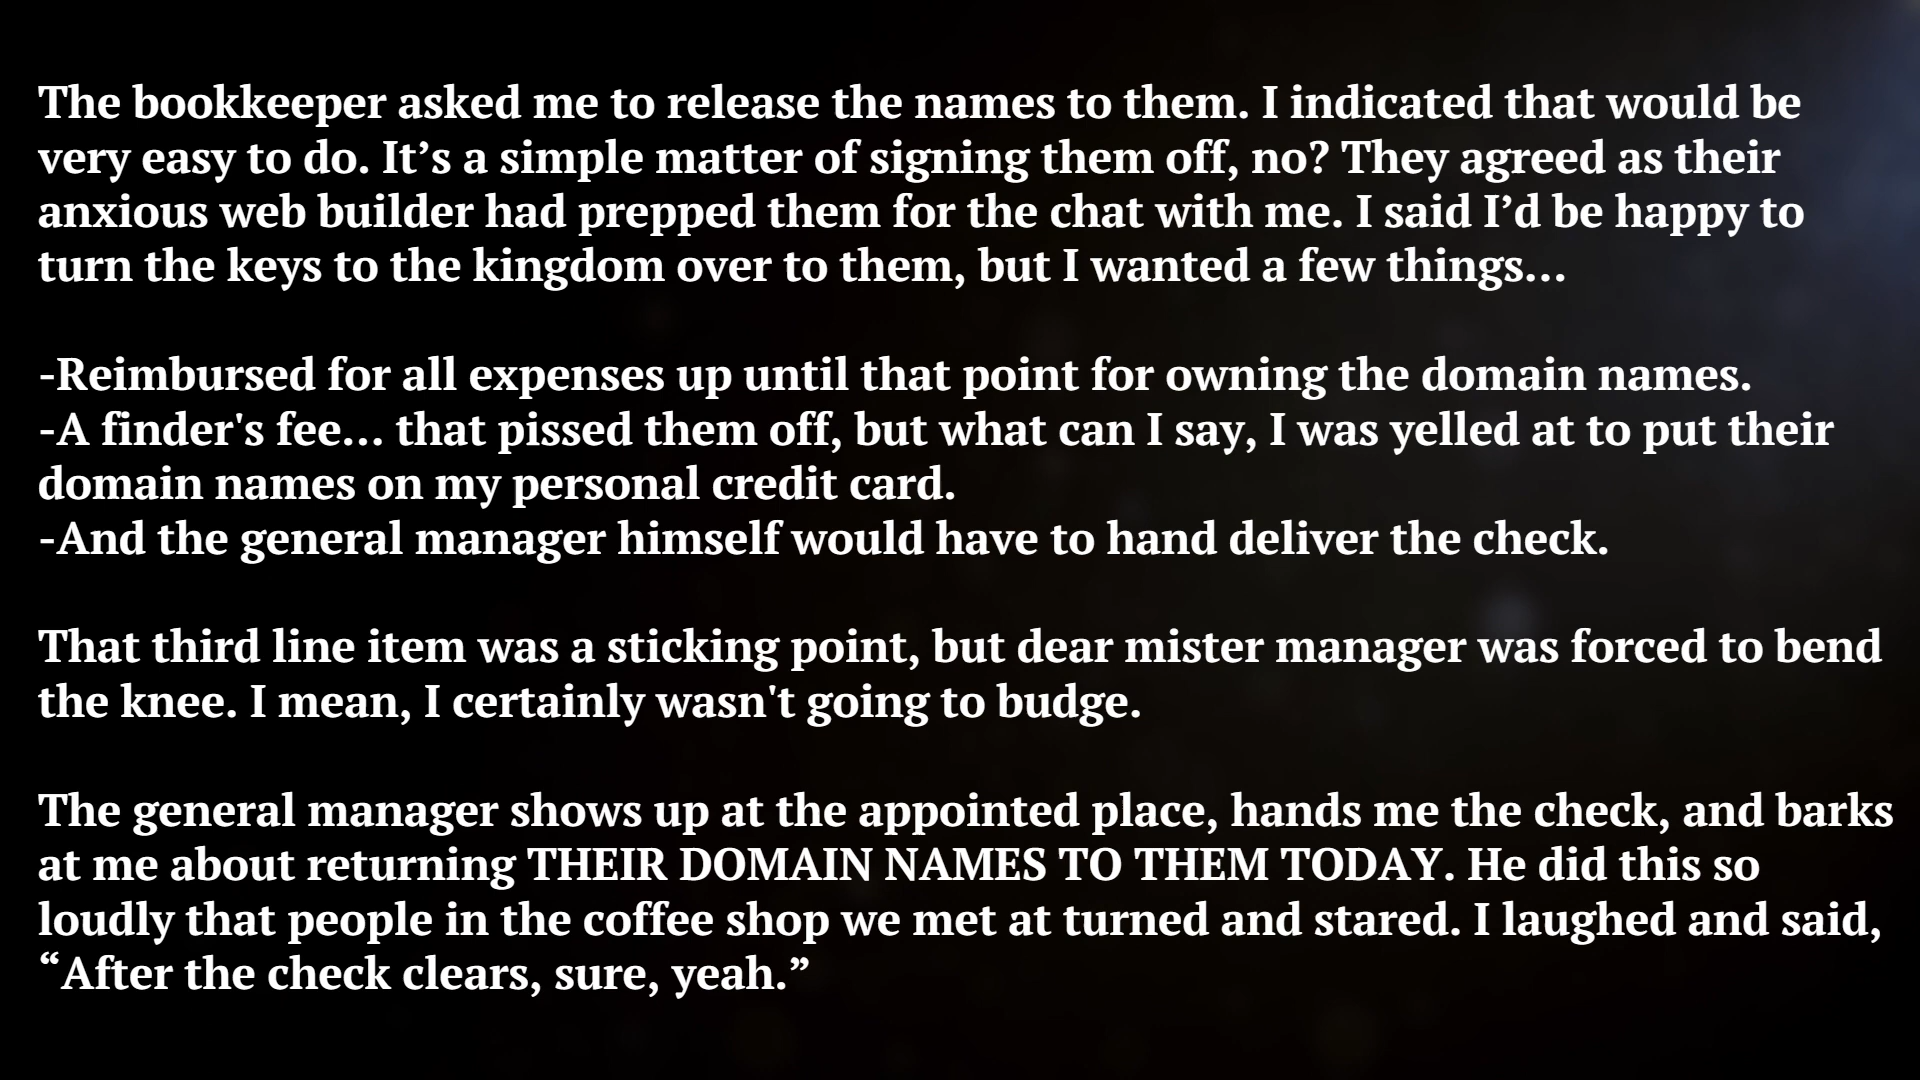 The bookkeeper asked me to release the names to them. I indicated that would be
very easy to do. It’s a simple matter of signing them off, no? They agreed as their
anxious web builder had prepped them for the chat with me. I said I’d be happy to
turn the keys to the kingdom over to them, but I wanted a few things...
-Reimbursed for all expenses up until that point for owning the domain names.
-A finder's fee... that pissed them off, but what can I say, I was yelled at to put their
domain names on my personal credit card.
-And the general manager himself would have to hand deliver the check.
That third line item was a sticking point, but dear mister manager was forced to bend
the knee. I mean, I certainly wasn't going to budge.
The general manager shows up at the appointed place, hands me the check, and barks
at me about returning THEIR DOMAIN NAMES TO THEM TODAY. He did this so
loudly that people in the coffee shop we met at turned and stared. I laughed and said,
“After the check clears, sure, yeah.”